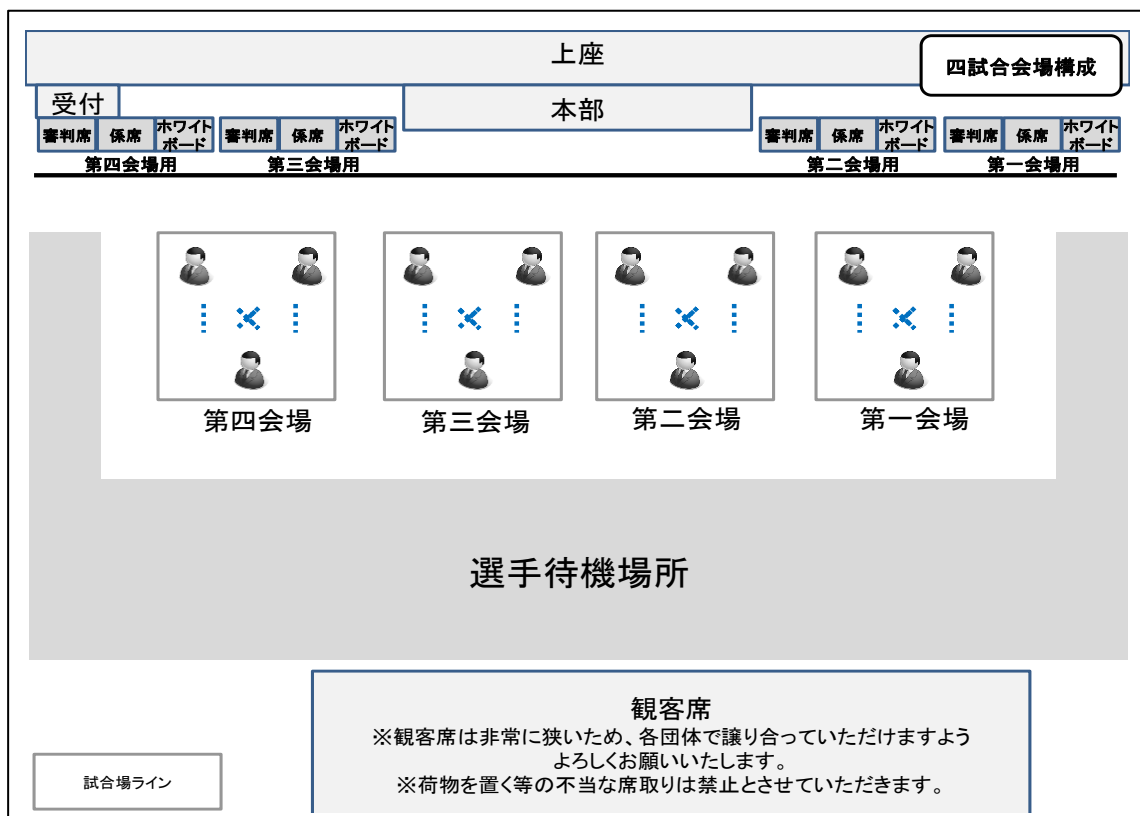 上座
四試合会場構成
受付
本部
審判席 係席 ホワイト
ボード
審判席 係席 ホワイト
ボード
審判席 係席 ホワイト
ボード
審判席 係席 ホワイト
ボード
第四会場用
第三会場用
第二会場用
第一会場用
第四会場
第三会場
第二会場
第一会場
選手待機場所
観客席
※観客席は非常に狭いため、各団体で譲り合っていただけますよう
よろしくお願いいたします。
※荷物を置く等の不当な席取りは禁止とさせていただきます。
試合場ライン